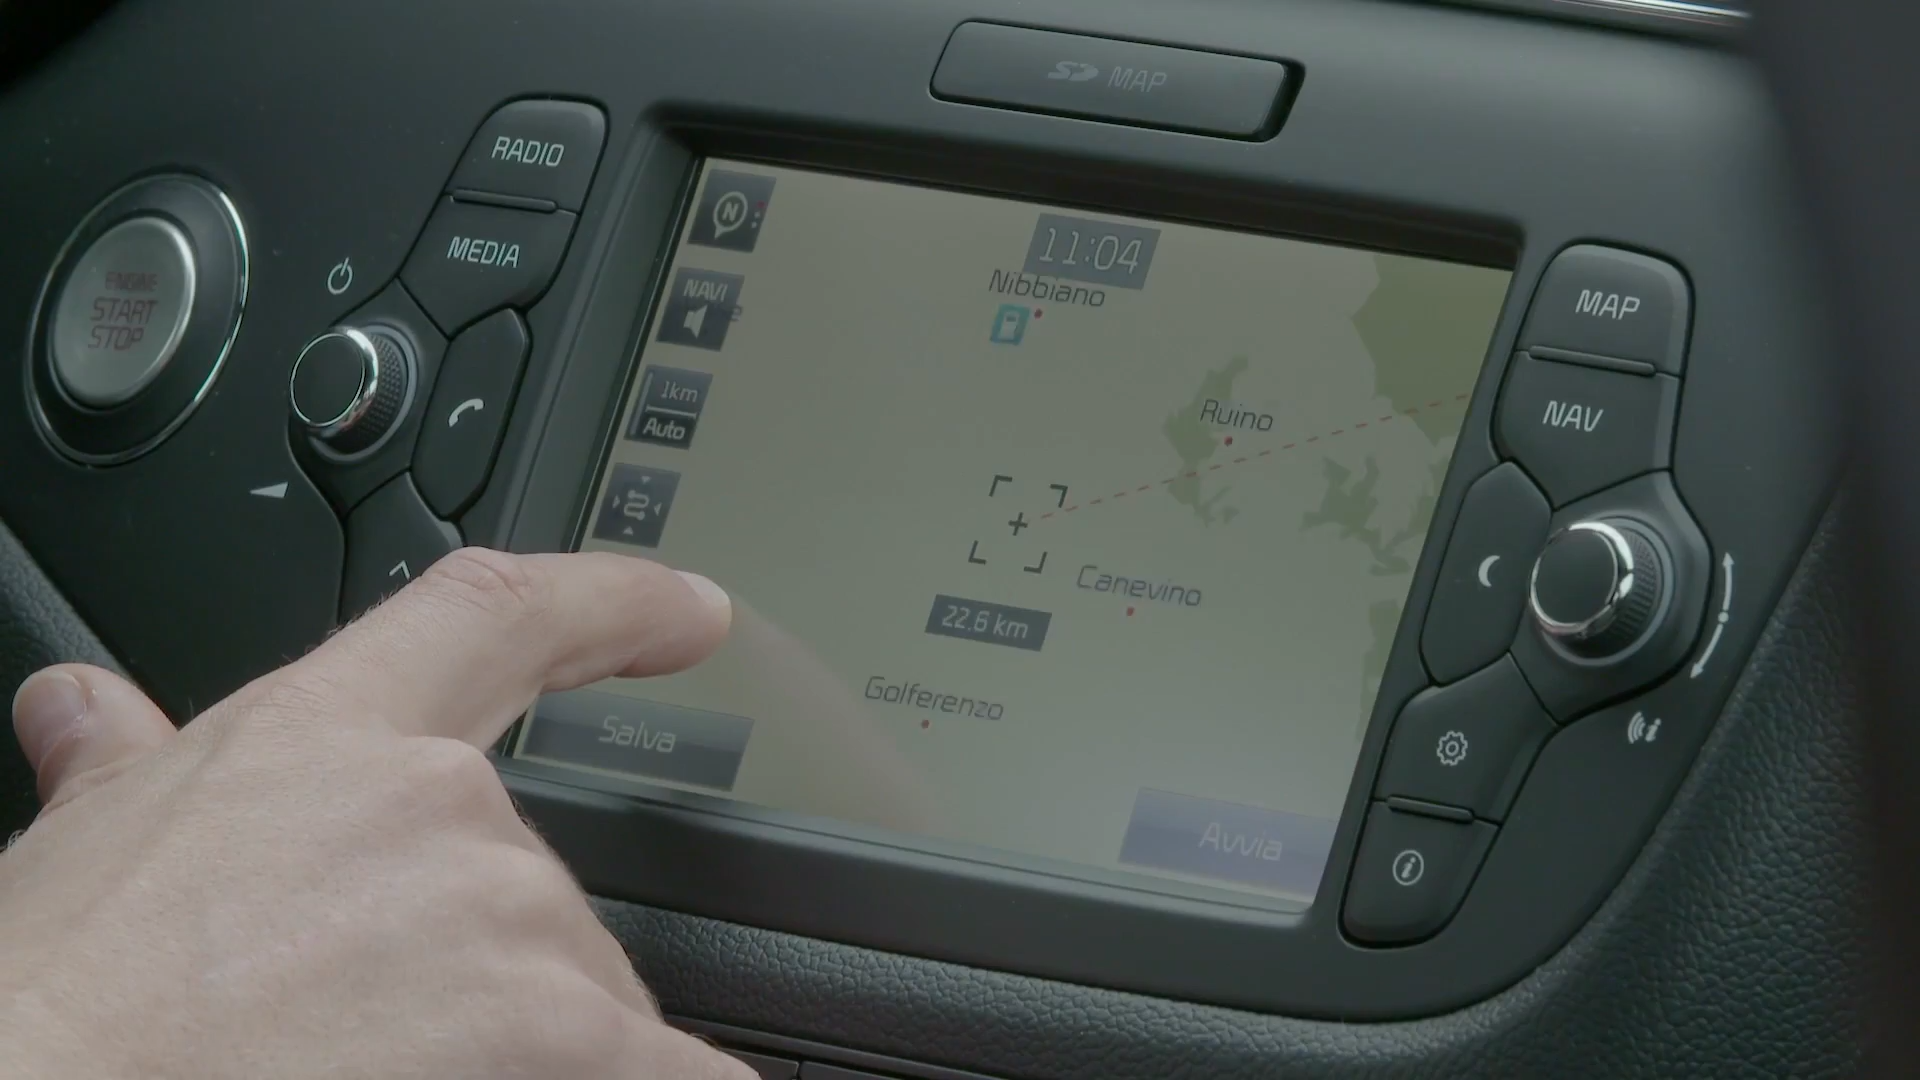 SD MAP
RADIO
MEDIA
ENGINE
START
STOP
N
NAVI
e
1km
Auto
11:04
Nibbiano
Ruino
Canevino
22.6 km
Golferenzo
Salva
Avvia
MAP
NAV
i
i